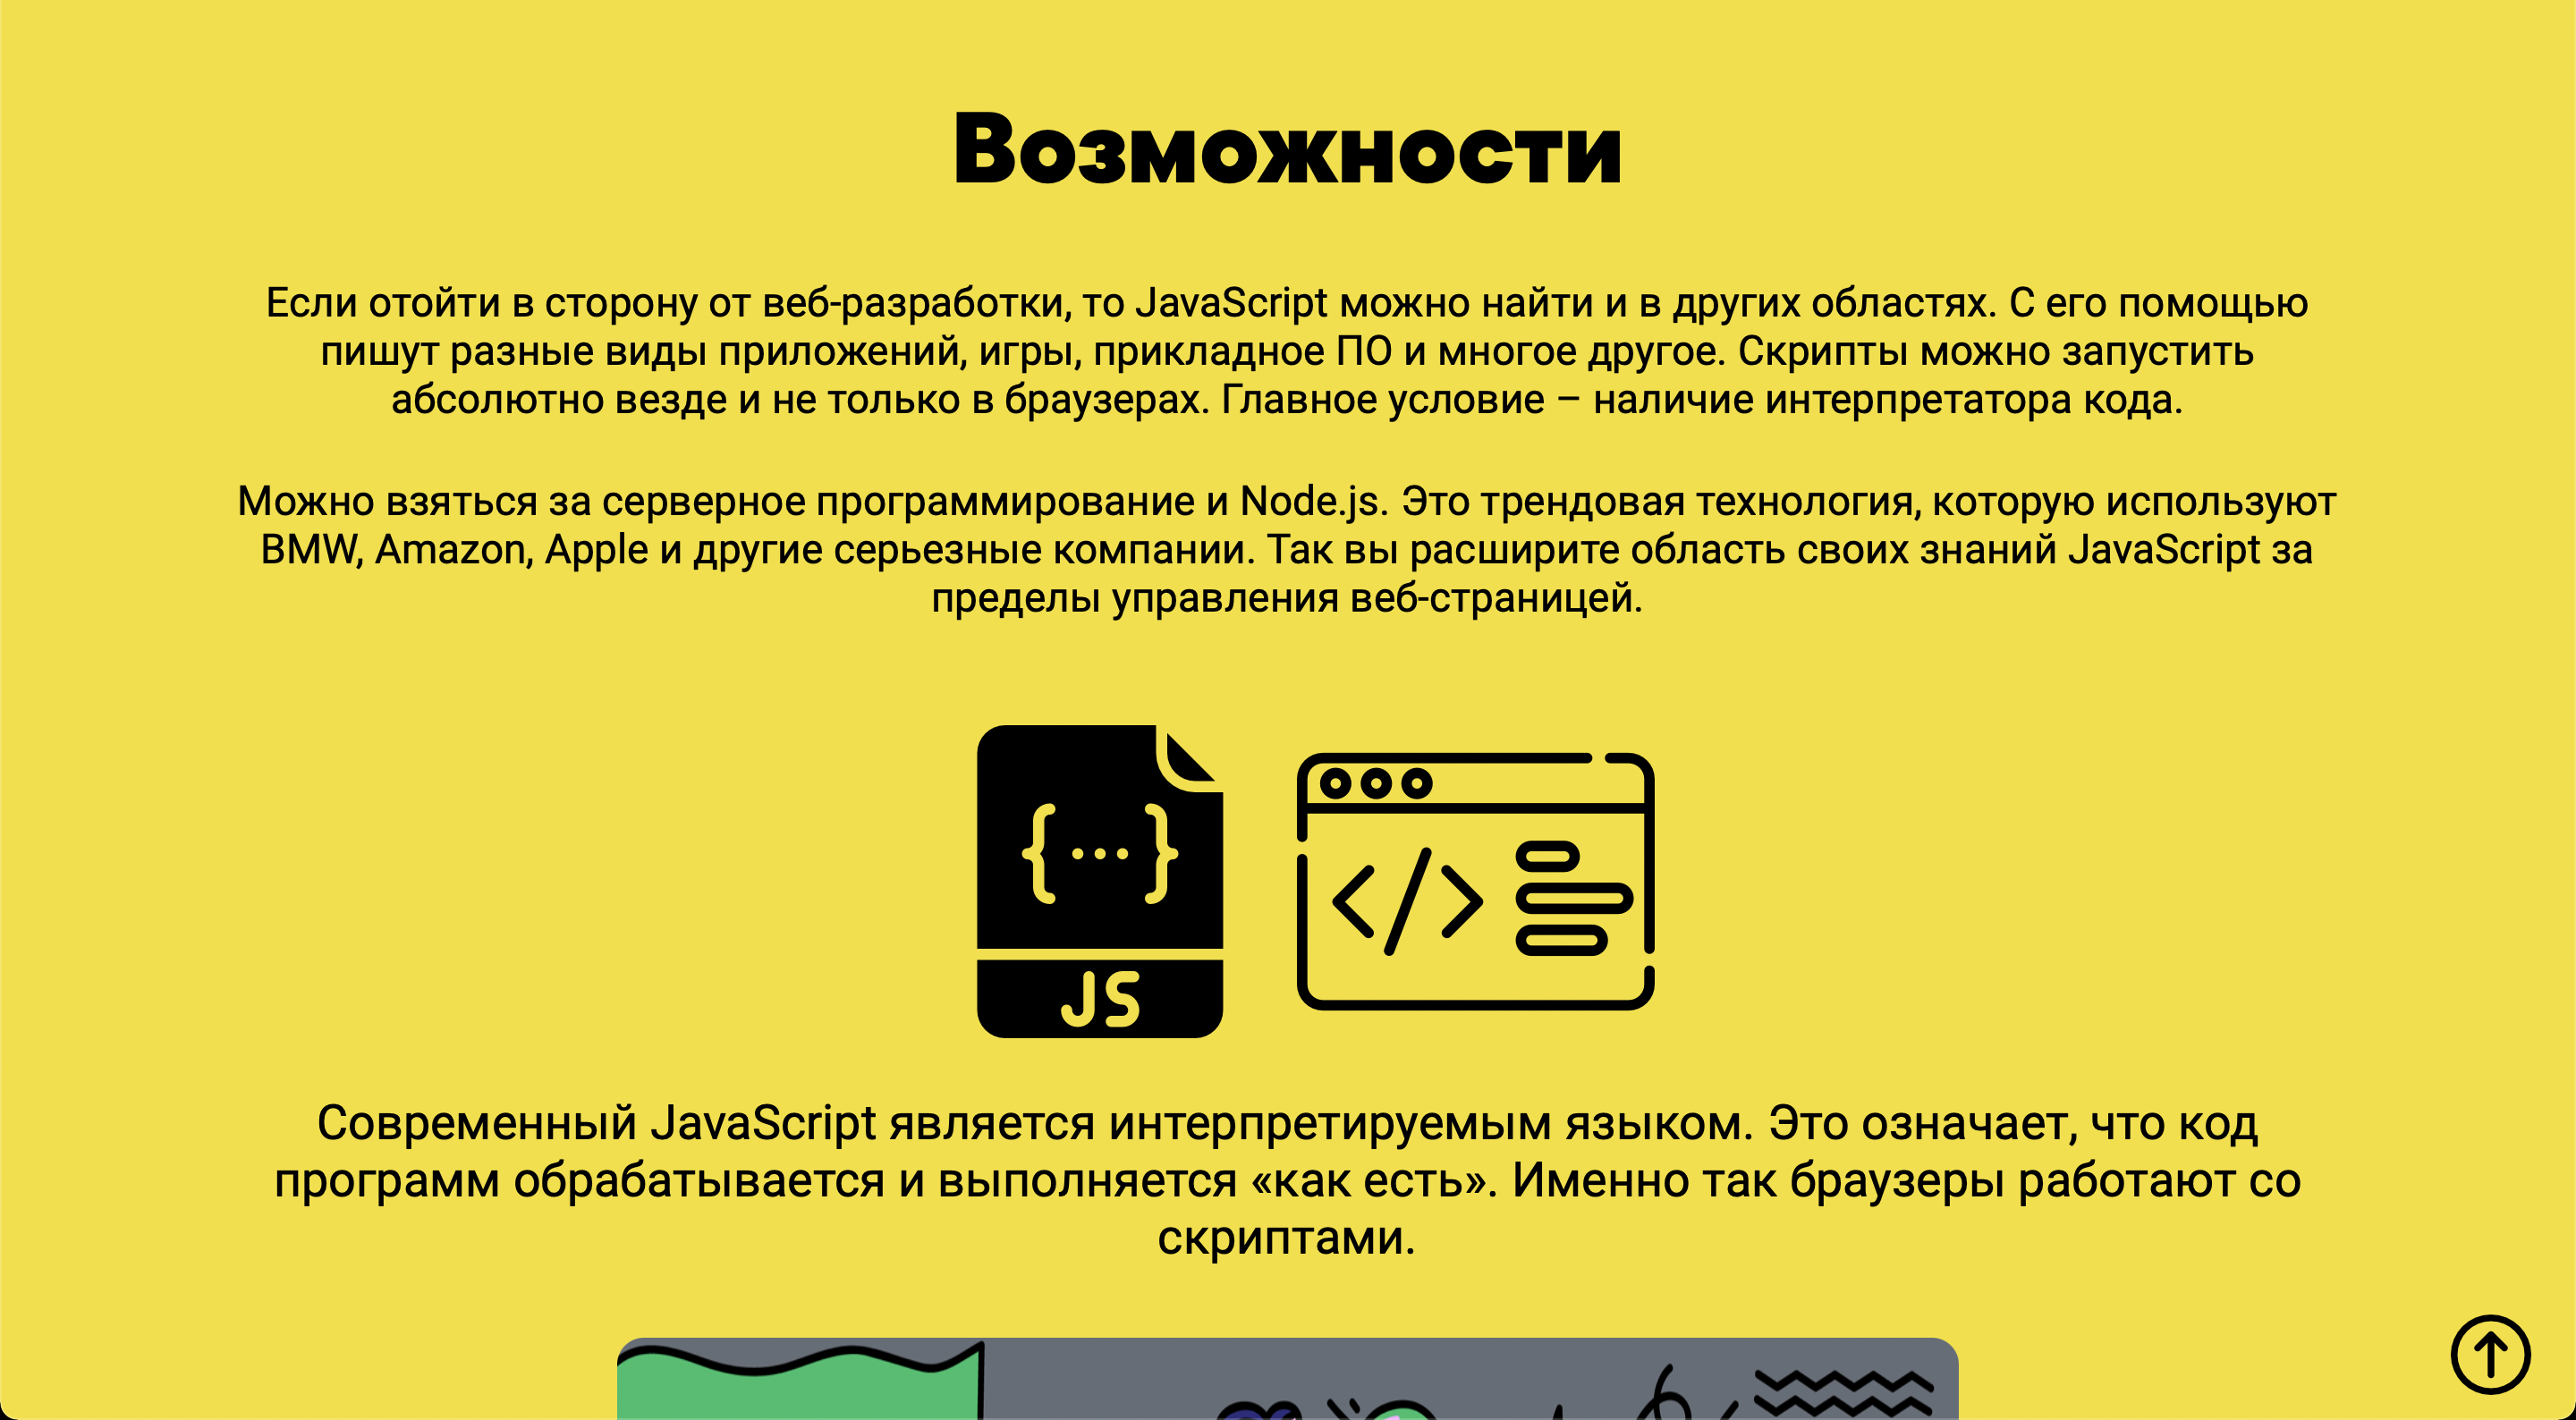 Возможности
Если отойти в сторону от веб-разработки, то JavaScript можно найти и в других областях. С его помощью
пишут разные виды приложений, игры, прикладное ПО и многое другое. Скрипты можно запустить
абсолютно везде и не только в браузерах. Главное условие – наличие интерпретатора кода.
Можно взяться за серверное программирование и Node.js. Это трендовая технология, которую используют
BMW, Amazon, Apple и другие серьезные компании. Так вы расширите область своих знаний JavaScript за
пределы управления веб-страницей.
{...}
JS
</>
Современный JavaScript является интерпретируемым языком. Это означает, что код
программ обрабатывается и выполняется «как есть». Именно так браузеры работают со
скриптами.